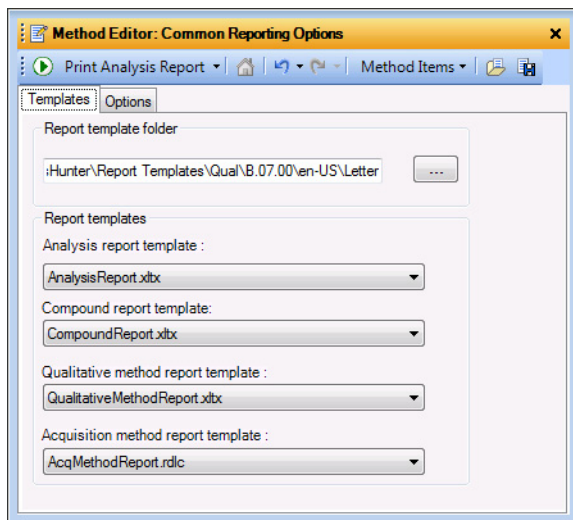 Method Editor: Common Reporting Options
Print Analysis Report Method Items
Templates Options
Report template folder
Hunter\Report Templates\Qual\B.07.00\en-US\Letter ...
Report templates
Analysis report template :
AnalysisReport.xltx
Compound report template:
CompoundReport.xltx
Qualitative method report template :
QualitativeMethodReport.xltx
Acquisition method report template :
AcqMethodReport.rdlc